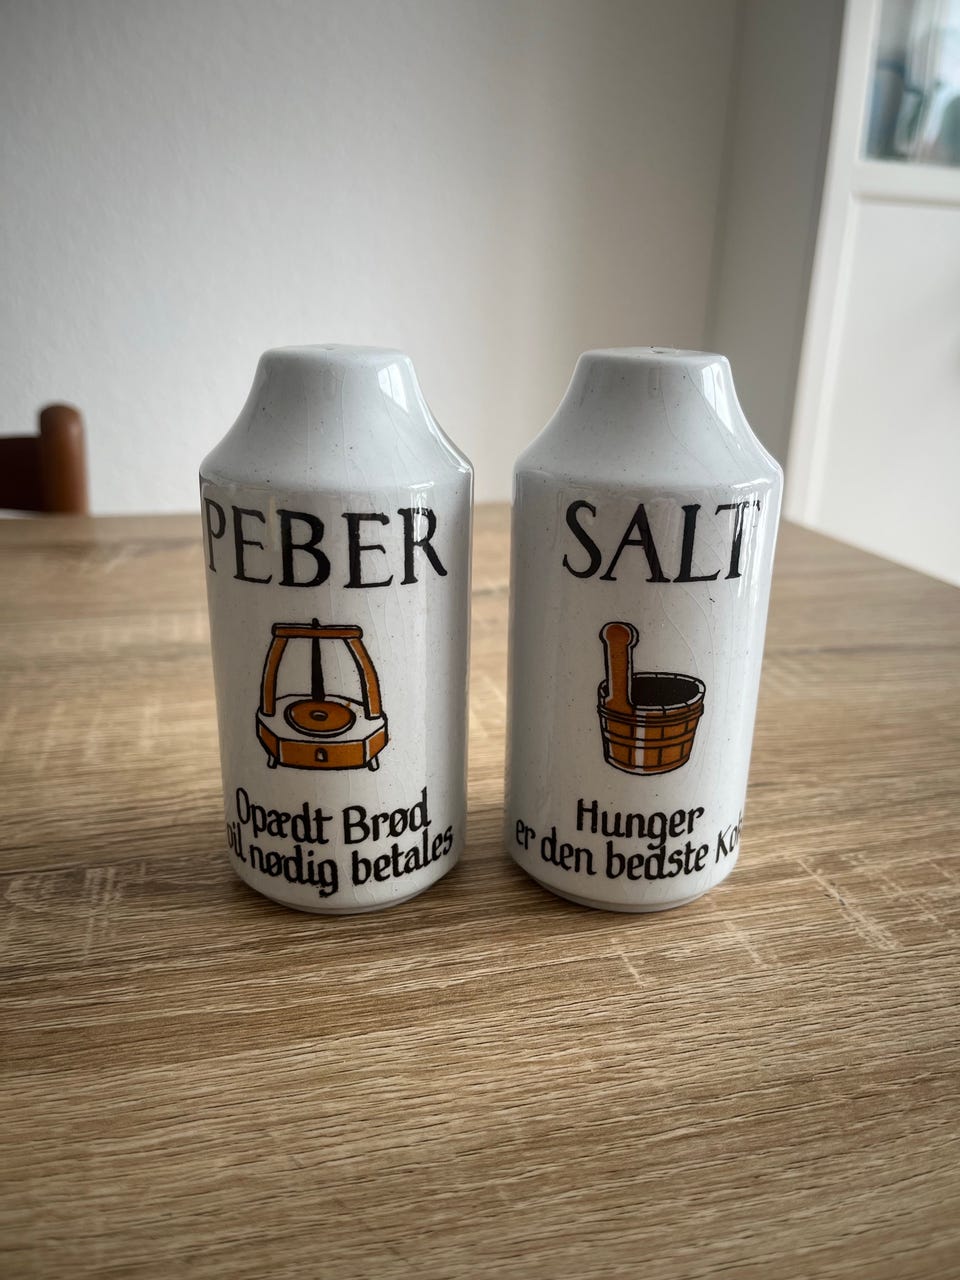 PEBER
Opædt Brød
vil nødig betales
SALT
Hunger
er den bedste